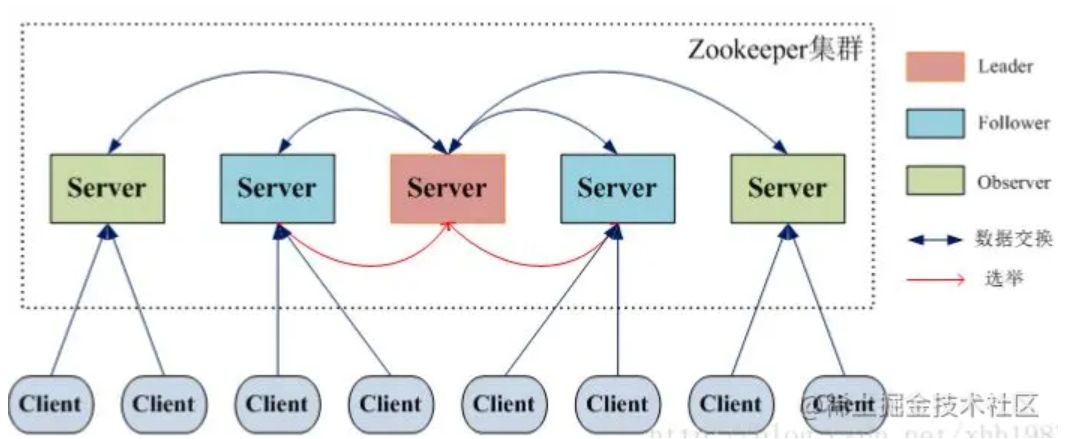 Zookeeper集群
Leader
Follower
Observer
数据交换
选举
Server
Server
Server
Server
Server
Client
Client
Client
Client
Client
Client
Client
Client
@稀土掘金技术社区